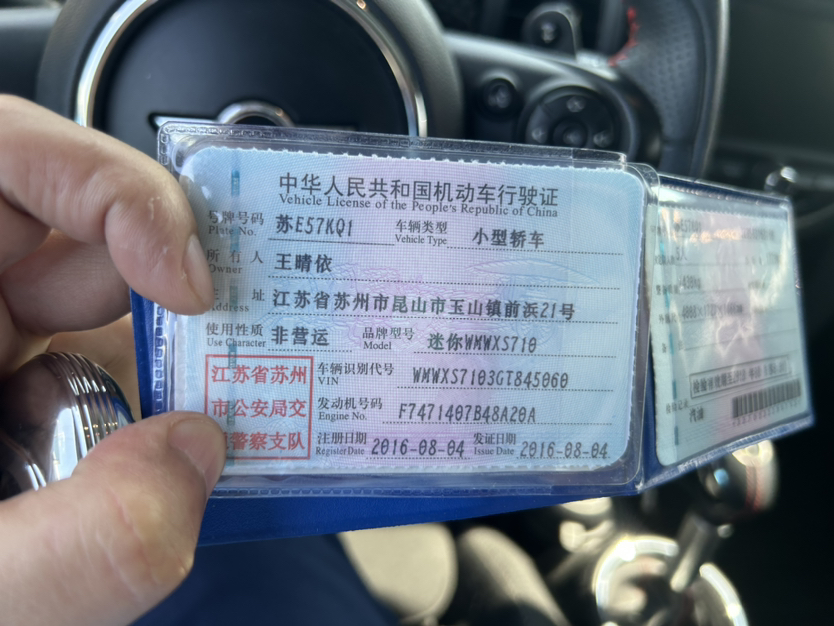 中华人民共和国机动车行驶证
Vehicle License of the People's Republic of China
号牌号码 苏E57KQ1 车辆类型 小型轿车
Plate No. Vehicle Type
所有人 王晴依
Owner
址 江苏省苏州市昆山市玉山镇前浜21号
Address
使用性质 非营运 品牌型号 迷你WMWXS710
Use Character Model
江苏省苏州 车辆识别代号 WMWXS7103GT845060
VIN
市公安局交 发动机号码 F7471407B48A20A
Engine No.
警察支队 注册日期 2016-08-04 发证日期 2016-08-04
Register Date Issue Date
汽油